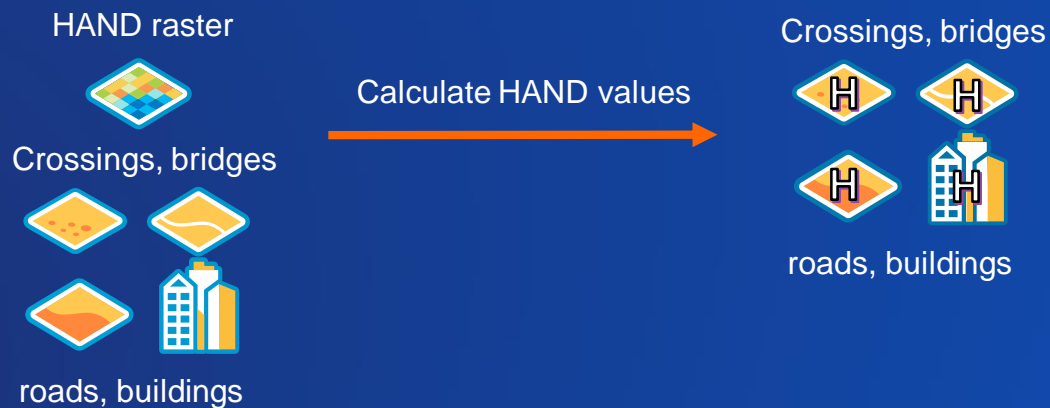 HAND raster
Crossings, bridges
roads, buildings
Calculate HAND values
Crossings, bridges
H H
H H
roads, buildings